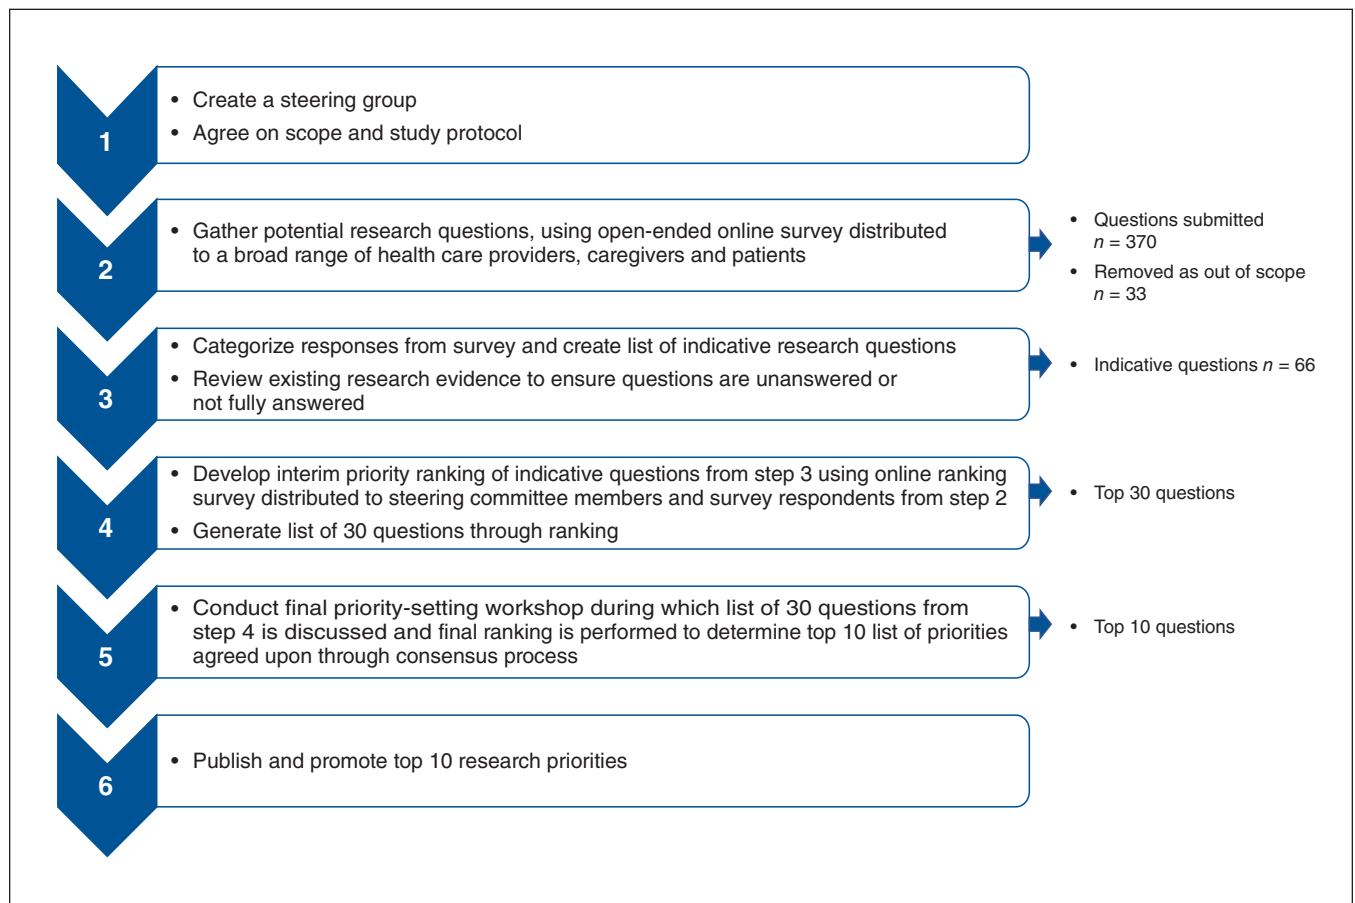 1
• Create a steering group
• Agree on scope and study protocol
2
• Gather potential research questions, using open-ended online survey distributed
to a broad range of health care providers, caregivers and patients
• Questions submitted
n = 370
• Removed as out of scope
n = 33
3
• Categorize responses from survey and create list of indicative research questions
• Review existing research evidence to ensure questions are unanswered or
not fully answered
• Indicative questions n = 66
4
• Develop interim priority ranking of indicative questions from step 3 using online ranking
survey distributed to steering committee members and survey respondents from step 2
• Generate list of 30 questions through ranking
• Top 30 questions
5
• Conduct final priority-setting workshop during which list of 30 questions from
step 4 is discussed and final ranking is performed to determine top 10 list of priorities
agreed upon through consensus process
• Top 10 questions
6
• Publish and promote top 10 research priorities